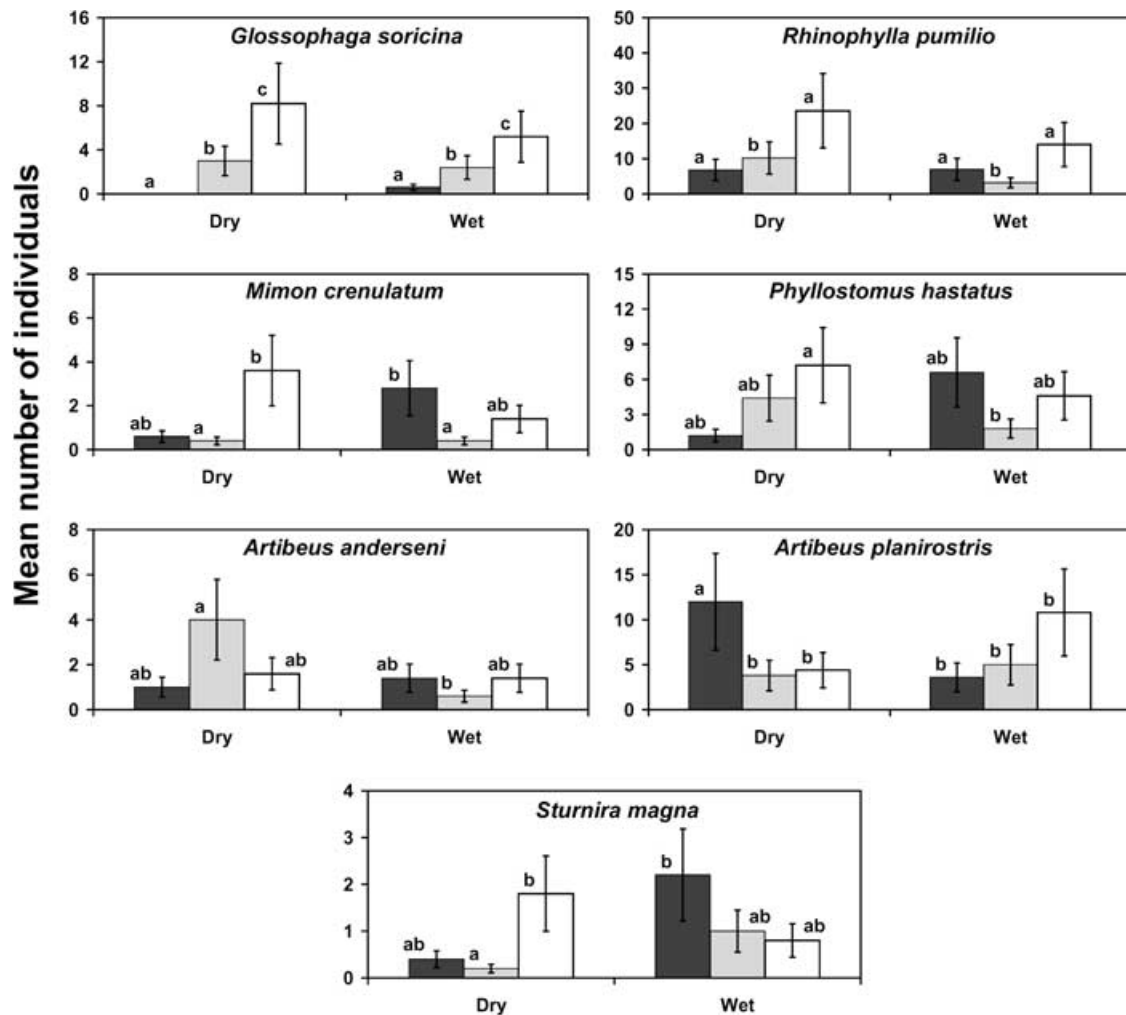 Mean number of individuals
Glossophaga soricina
16
12
8
4
0
a b c a b c
Dry Wet
Rhinophylla pumilio
50
40
30
20
10
0
a b a a b a
Dry Wet
Mimon crenulatum
8
6
4
2
0
ab a b b a ab
Dry Wet
Phyllostomus hastatus
15
12
9
6
3
0
ab ab a ab b ab
Dry Wet
Artibeus anderseni
8
6
4
2
0
ab a ab ab b ab
Dry Wet
Artibeus planirostris
20
15
10
5
0
a b b b b b
Dry Wet
Sturnira magna
4
3
2
1
0
ab a b b ab ab
Dry Wet